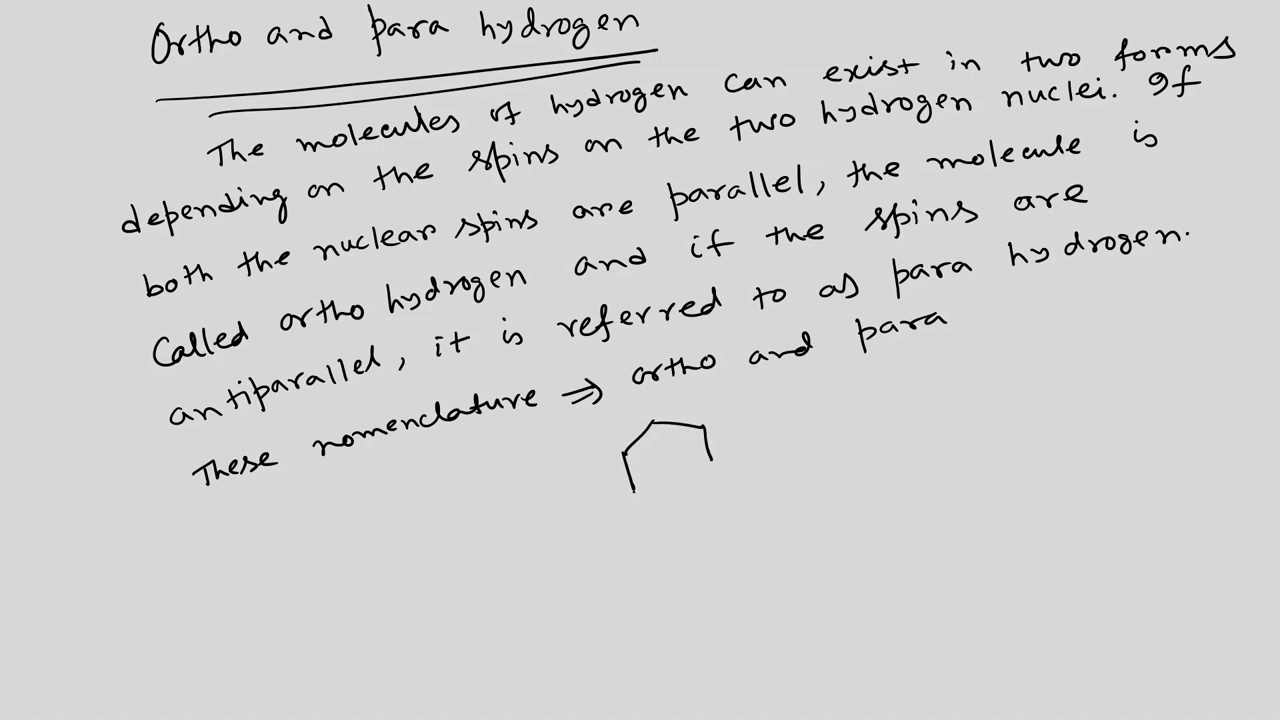 Ortho and para hydrogen
The molecules of hydrogen can exist in two forms
depending on the spins on the two hydrogen nuclei. If
both the nuclear spins are parallel, the molecule is
Called ortho hydrogen and if the spins are
antiparallel, it is referred to as para hydrogen.
These nomenclature ⇒ ortho and para